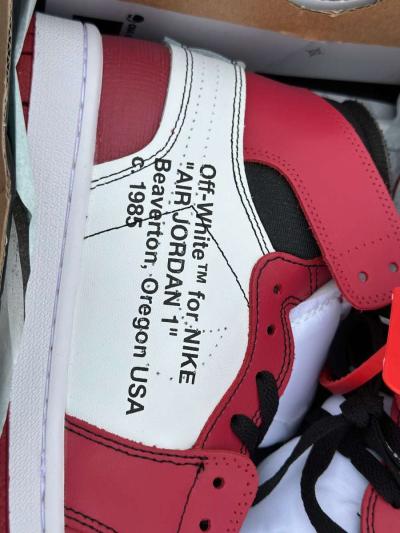 Off-White™ for NIKE
"AIR JORDAN 1"
Beaverton, Oregon USA
c. 1985